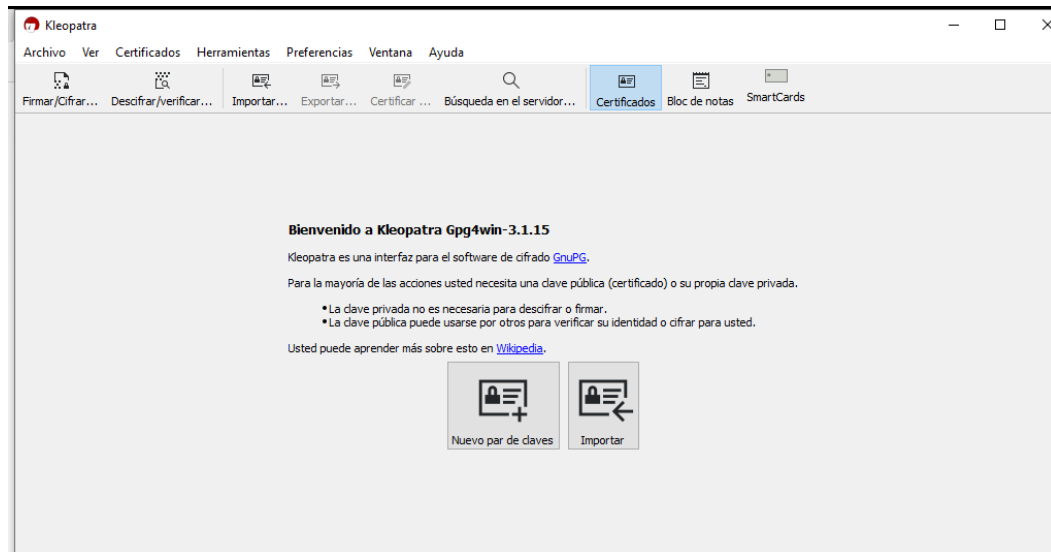 Kleopatra
Archivo Ver Certificados Herramientas Preferencias Ventana Ayuda
Firmar/Cifrar... Descifrar/verificar... Importar... Exportar... Certificar ... Búsqueda en el servidor... Certificados Bloc de notas SmartCards
Bienvenido a Kleopatra Gpg4win-3.1.15
Kleopatra es una interfaz para el software de cifrado GnuPG.
Para la mayoría de las acciones usted necesita una clave pública (certificado) o su propia clave privada.
•La clave privada no es necesaria para descifrar o firmar.
•La clave pública puede usarse por otros para verificar su identidad o cifrar para usted.
Usted puede aprender más sobre esto en Wikipedia.
Nuevo par de claves Importar